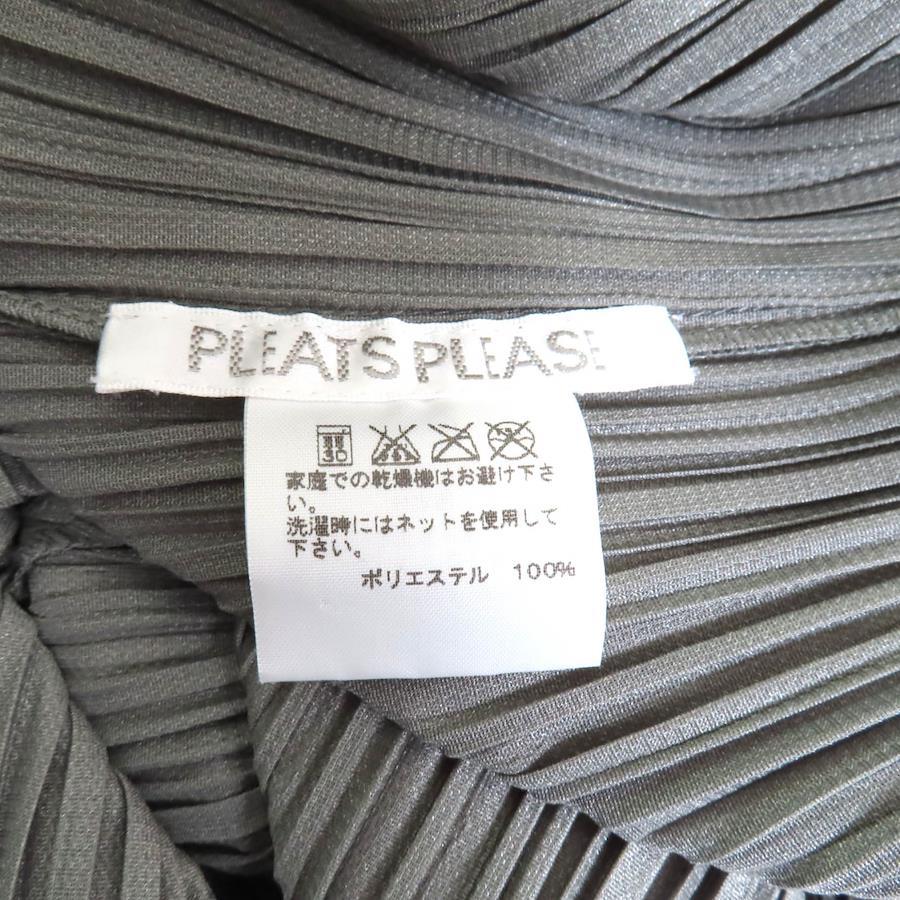 PLEATS PLEASE
30
家庭での乾燥機はお避け下さ
い。
洗濯時にはネットを使用して
下さい。
ポリエステル 100%